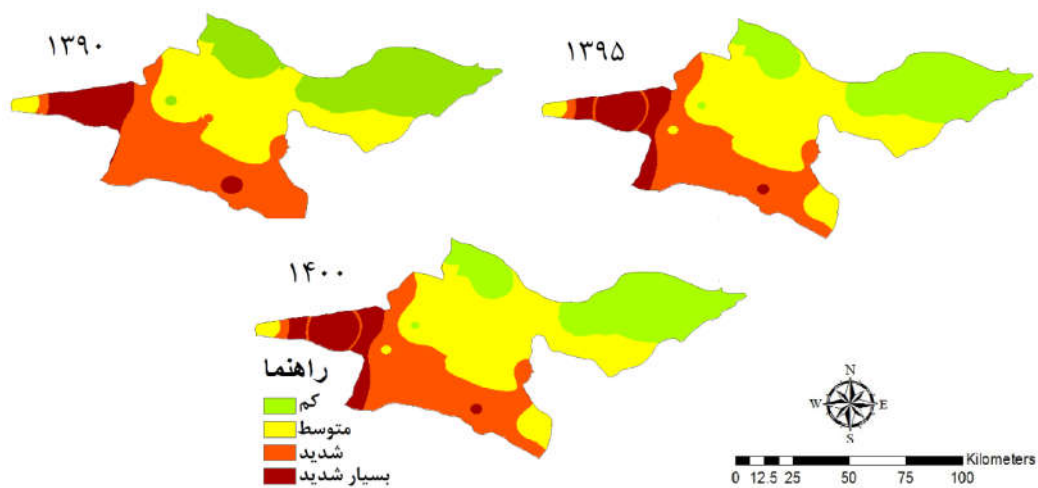 ۱۳۹۰
۱۳۹۵
۱۴۰۰
راهنما
کم
متوسط
شدید
بسیار شدید
N
W E
S
Kilometers
0 12.5 25 50 75 100